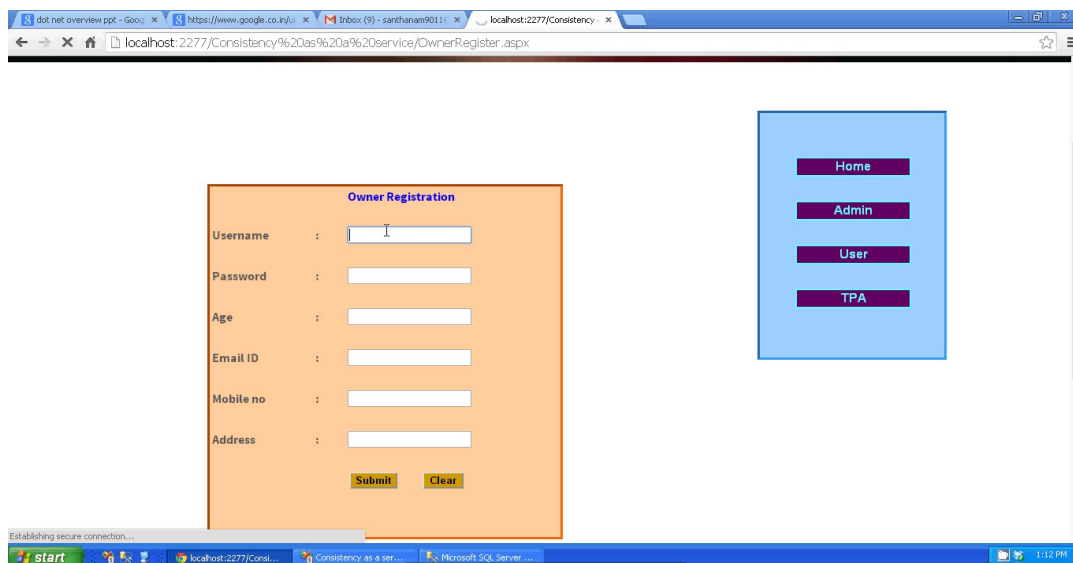 dot net overview ppt - Goog
https://www.google.co.in/u
Inbox (9) - santhanam9011
localhost:2277/Consistency
localhost:2277/Consistency%20as%20a%20service/OwnerRegister.aspx
Home
Admin
User
TPA
Owner Registration
Username :
Password :
Age :
Email ID :
Mobile no :
Address :
Submit Clear
Establishing secure connection...
start
localhost:2277/Consi...
Consistency as a ser...
Microsoft SQL Server ...
1:12 PM